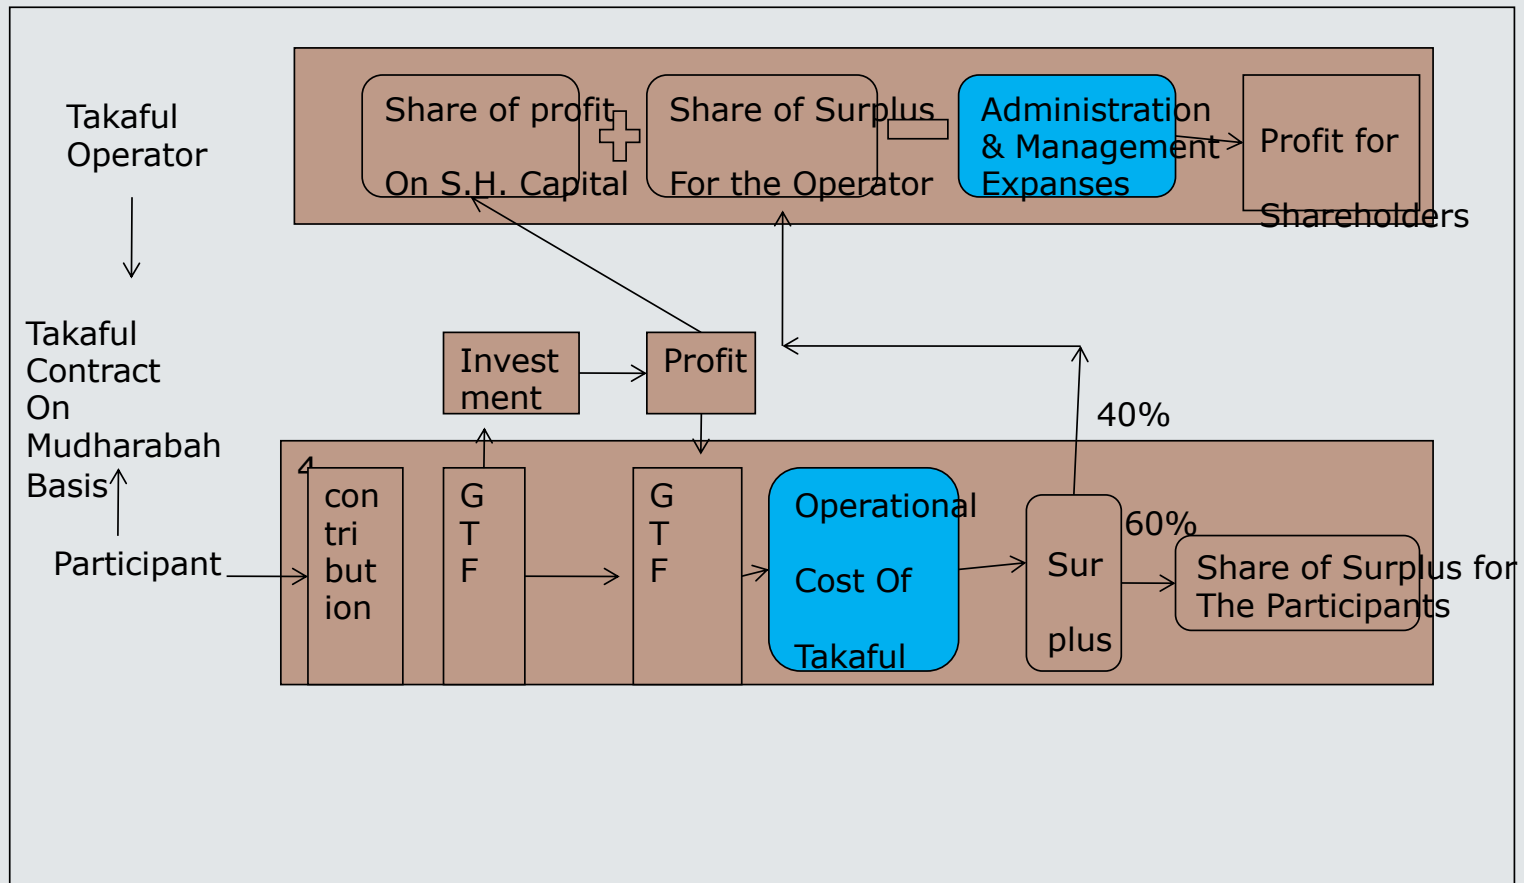 Takaful
Operator
Share of profit
On S.H. Capital
Share of Surplus
For the Operator
Administration
& Management
Expanses
Profit for
Shareholders
Takaful
Contract
On
Mudharabah
Basis
Invest
ment
Profit
40%
4
con
tri
but
ion
G
T
F
G
T
F
Operational
Cost Of
Takaful
Sur
plus
60%
Share of Surplus for
The Participants
Participant